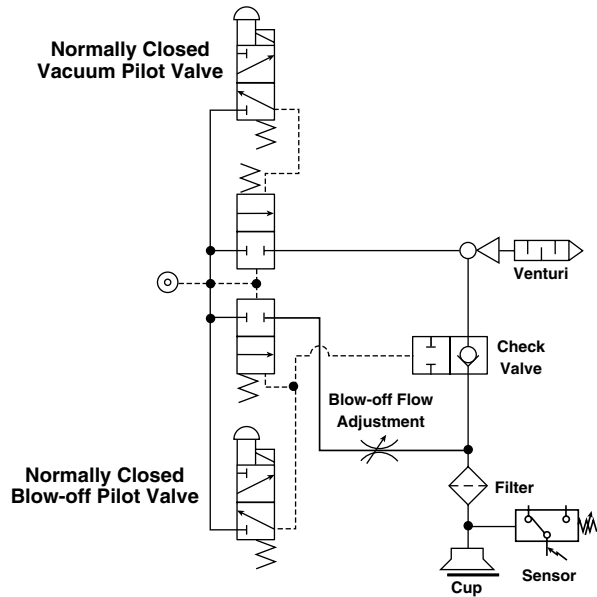 Normally Closed
Vacuum Pilot Valve
Venturi
Check
Valve
Blow-off Flow
Adjustment
Normally Closed
Blow-off Pilot Valve
Filter
Sensor
Cup